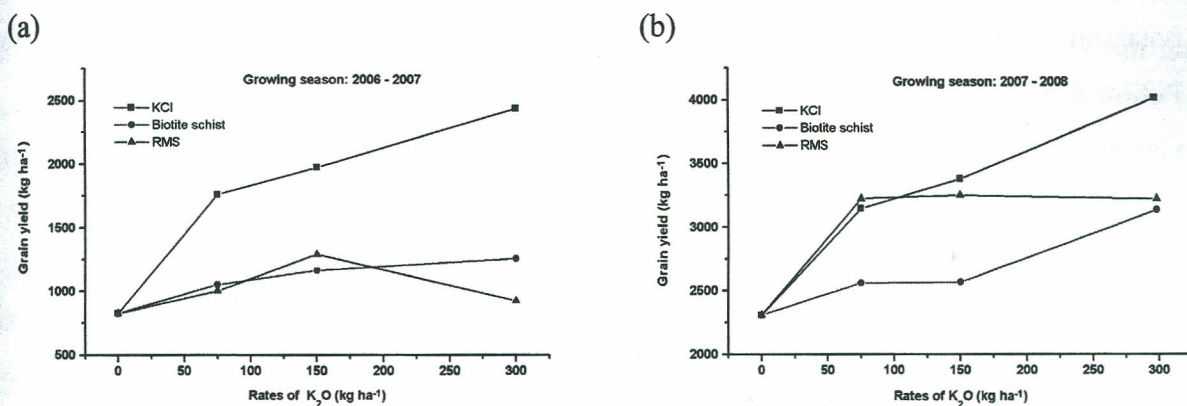 (a)
Growing season: 2006 - 2007
KCl
Biotite schist
RMS
Grain yield (kg ha⁻¹)
2500
2000
1500
1000
500
0 50 100 150 200 250 300
Rates of K₂O (kg ha⁻¹)
(b)
Growing season: 2007 - 2008
KCl
Biotite schist
RMS
Grain yield (kg ha⁻¹)
4000
3500
3000
2500
2000
0 50 100 150 200 250 300
Rates of K₂O (kg ha⁻¹)